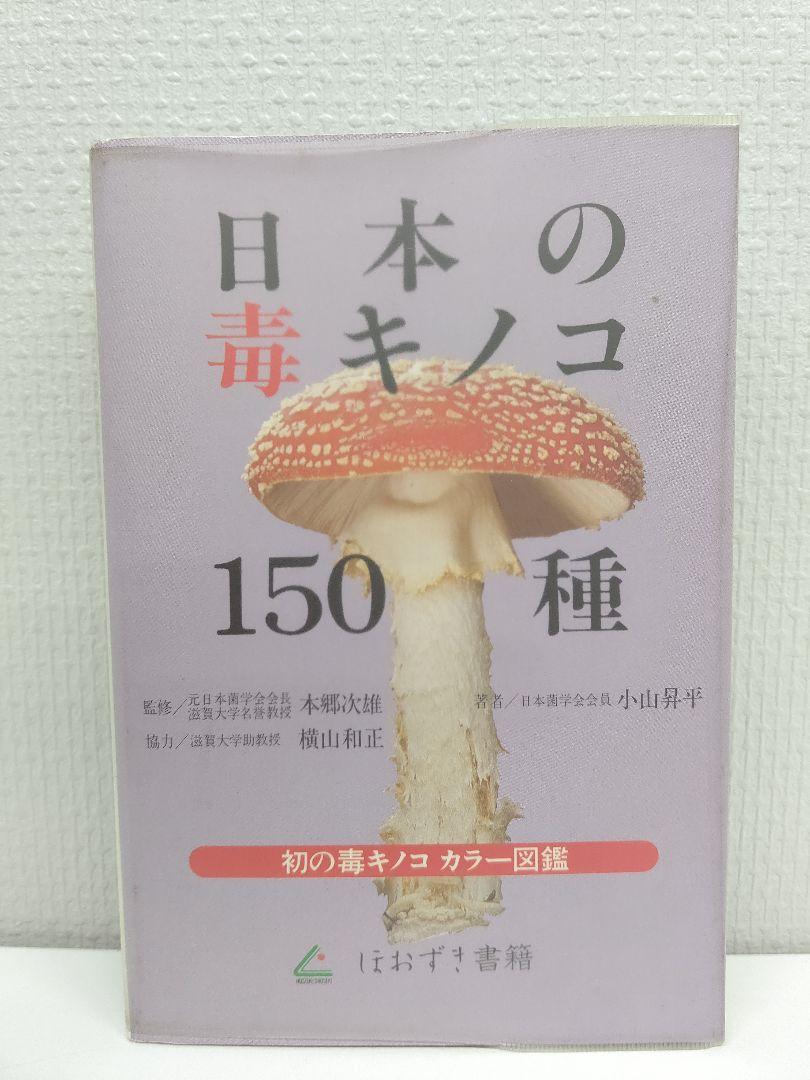 日本の
毒キノコ
150種
監修／元日本菌学会会長 滋賀大学名誉教授 本郷次雄
協力／滋賀大学助教授 横山和正
著者／日本菌学会会員 小山昇平
初の毒キノコ カラー図鑑
ほおずき書籍